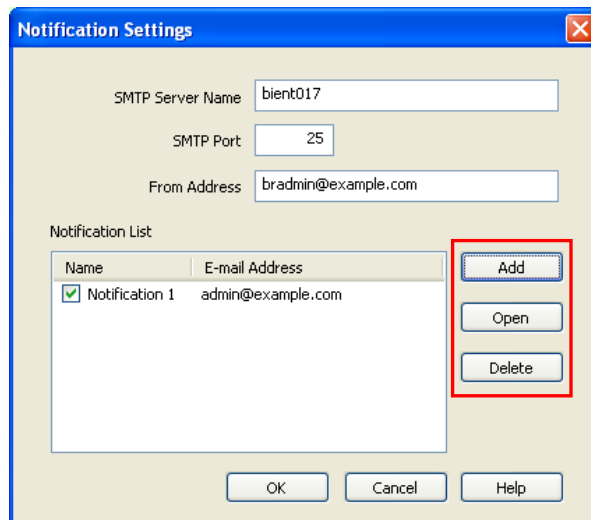 Notification Settings
SMTP Server Name bient017
SMTP Port 25
From Address bradmin@example.com
Notification List
Name E-mail Address
Notification 1 admin@example.com
Add
Open
Delete
OK Cancel Help